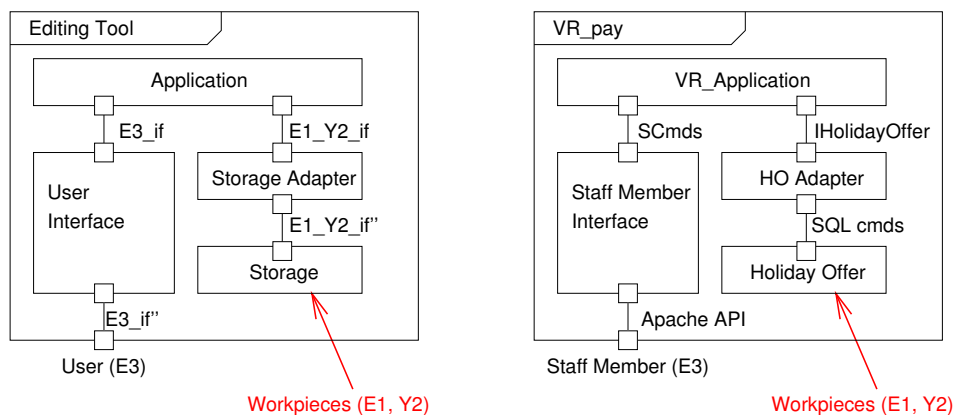 Editing Tool
Application
E3_if
E1_Y2_if
User
Interface
Storage Adapter
E1_Y2_if''
Storage
E3_if''
User (E3)
Workpieces (E1, Y2)
VR_pay
VR_Application
SCmds
IHolidayOffer
Staff Member
Interface
HO Adapter
SQL cmds
Holiday Offer
Apache API
Staff Member (E3)
Workpieces (E1, Y2)